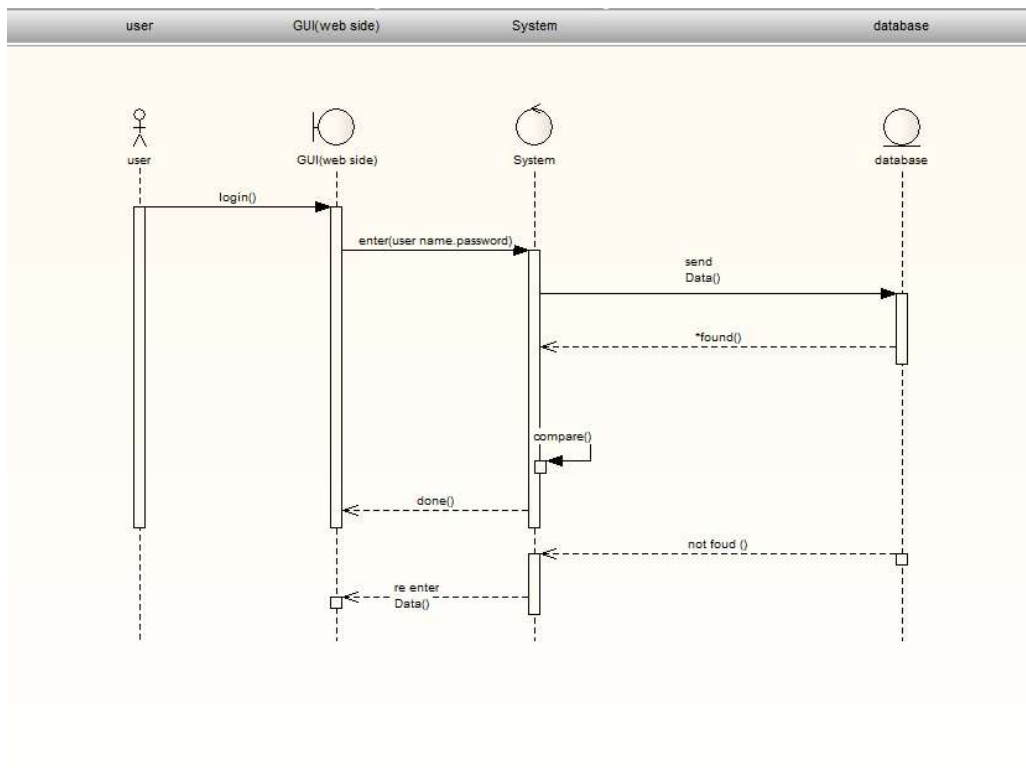 user GUI(web side) System database
user GUI(web side) System database
login()
enter(user name.password)
send
Data()
*found()
compare()
done()
not foud ()
re enter
Data()